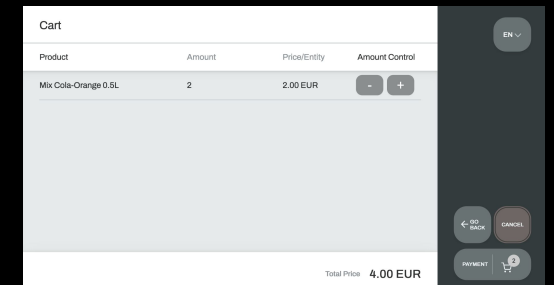 Cart
EN
Product Amount Price/Entity Amount Control
Mix Cola-Orange 0.5L 2 2.00 EUR - +
GO BACK
CANCEL
PAYMENT 2
Total Price 4.00 EUR